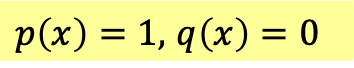 p(x) = 1, q(x) = 0